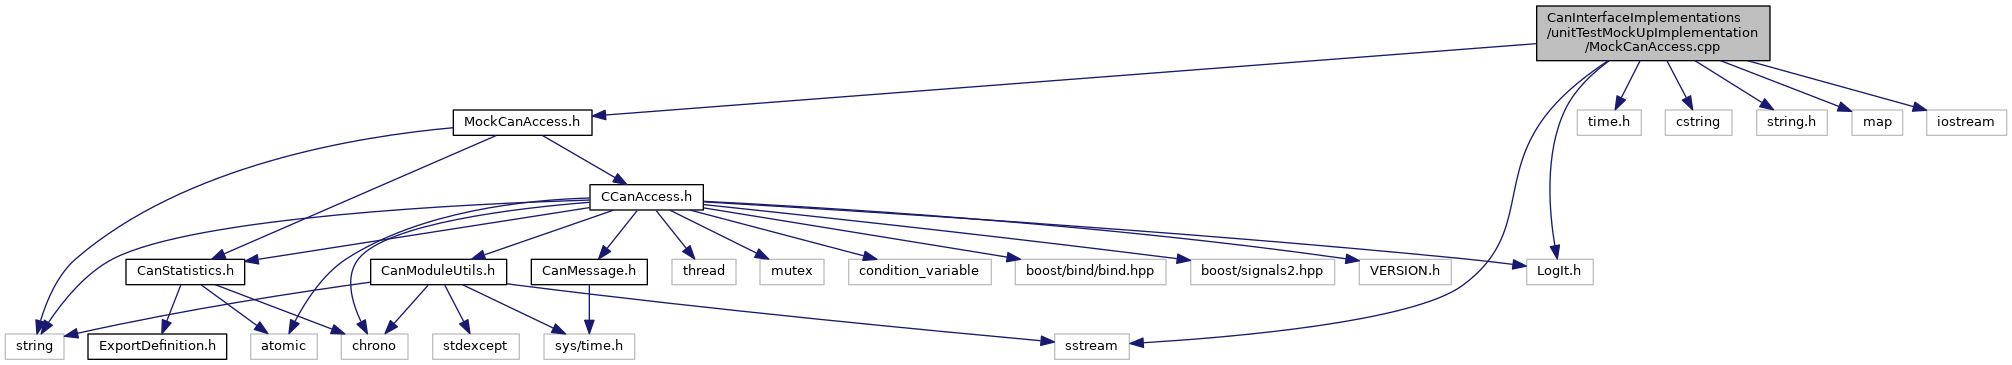 CanInterfaceImplementations
/unitTestMockUpImplementation
/MockCanAccess.cpp
MockCanAccess.h
time.h
cstring
string.h
map
iostream
CCanAccess.h
CanStatistics.h
CanModuleUtils.h
CanMessage.h
thread
mutex
condition_variable
boost/bind/bind.hpp
boost/signals2.hpp
VERSION.h
LogIt.h
string
ExportDefinition.h
atomic
chrono
stdexcept
sys/time.h
sstream